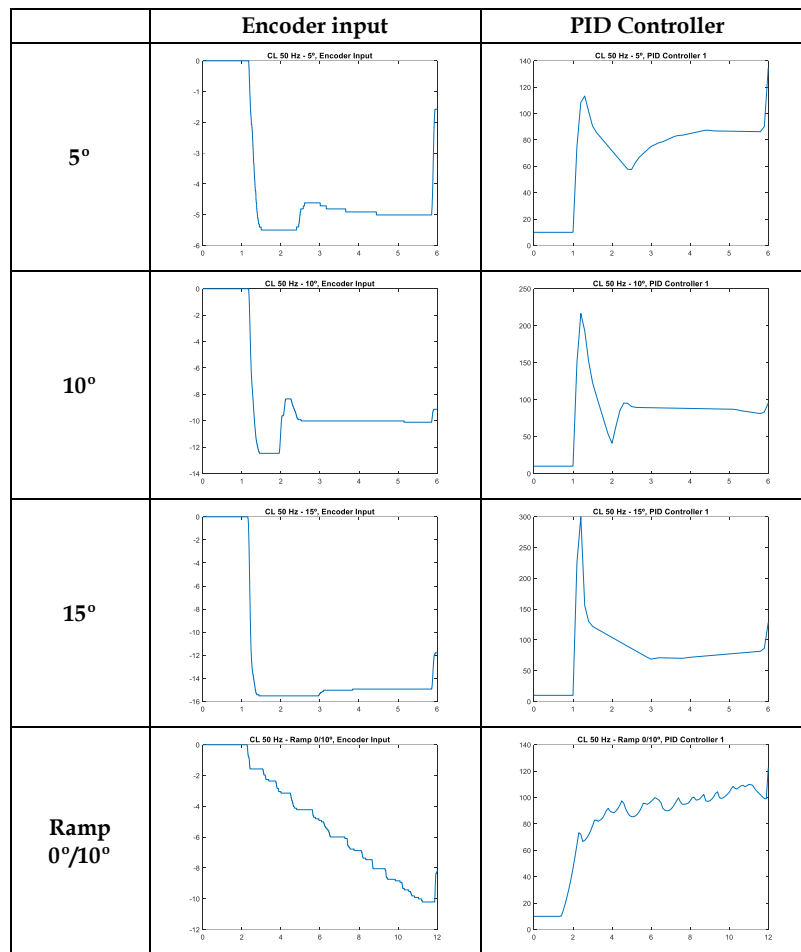 Encoder input PID Controller
5º
CL 50 Hz - 5º, Encoder Input
0
-1
-2
-3
-4
-5
-6
0 1 2 3 4 5 6
CL 50 Hz - 5º, PID Controller 1
140
120
100
80
60
40
20
0
0 1 2 3 4 5 6
10º
CL 50 Hz - 10º, Encoder Input
0
-2
-4
-6
-8
-10
-12
-14
0 1 2 3 4 5 6
CL 50 Hz - 10º, PID Controller 1
250
200
150
100
50
0
0 1 2 3 4 5 6
15º
CL 50 Hz - 15º, Encoder Input
0
-2
-4
-6
-8
-10
-12
-14
-16
0 1 2 3 4 5 6
CL 50 Hz - 15º, PID Controller 1
300
250
200
150
100
50
0
0 1 2 3 4 5 6
Ramp
0º/10º
CL 50 Hz - Ramp 0/10º, Encoder Input
0
-2
-4
-6
-8
-10
-12
0 2 4 6 8 10 12
CL 50 Hz - Ramp 0/10º, PID Controller 1
140
120
100
80
60
40
20
0
0 2 4 6 8 10 12